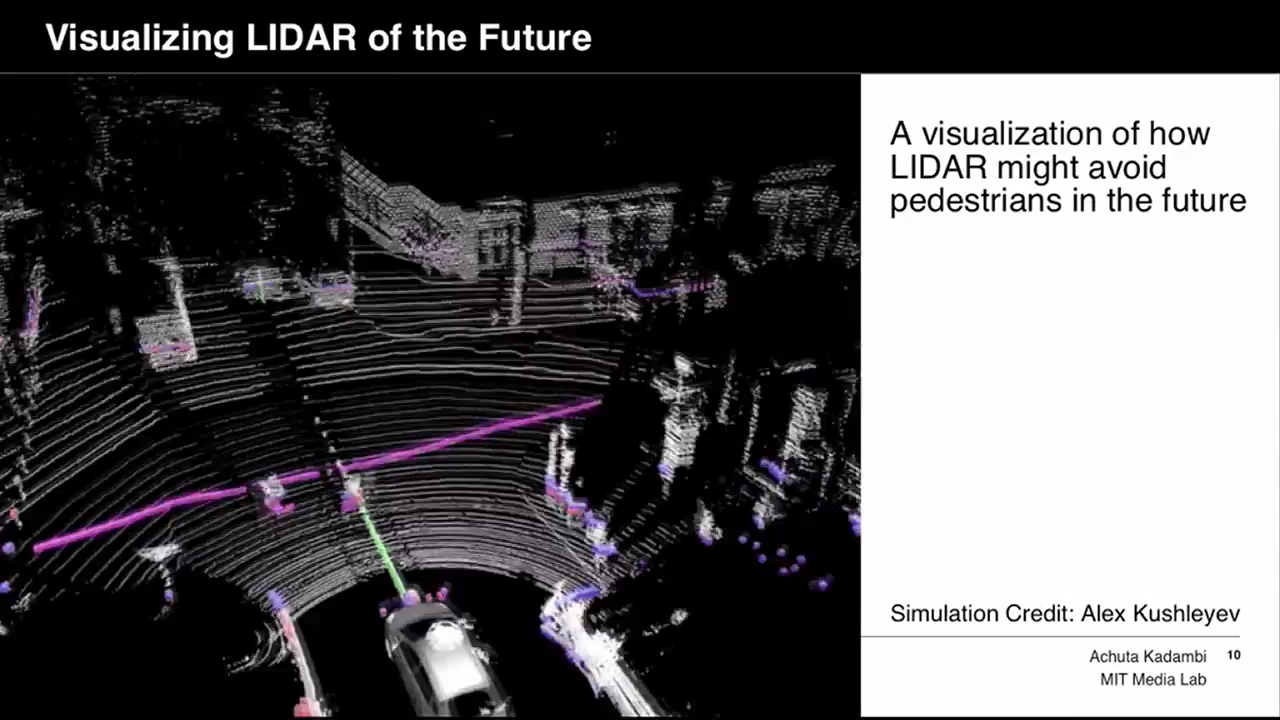 Visualizing LIDAR of the Future
A visualization of how
LIDAR might avoid
pedestrians in the future
Simulation Credit: Alex Kushleyev
Achuta Kadambi 10
MIT Media Lab